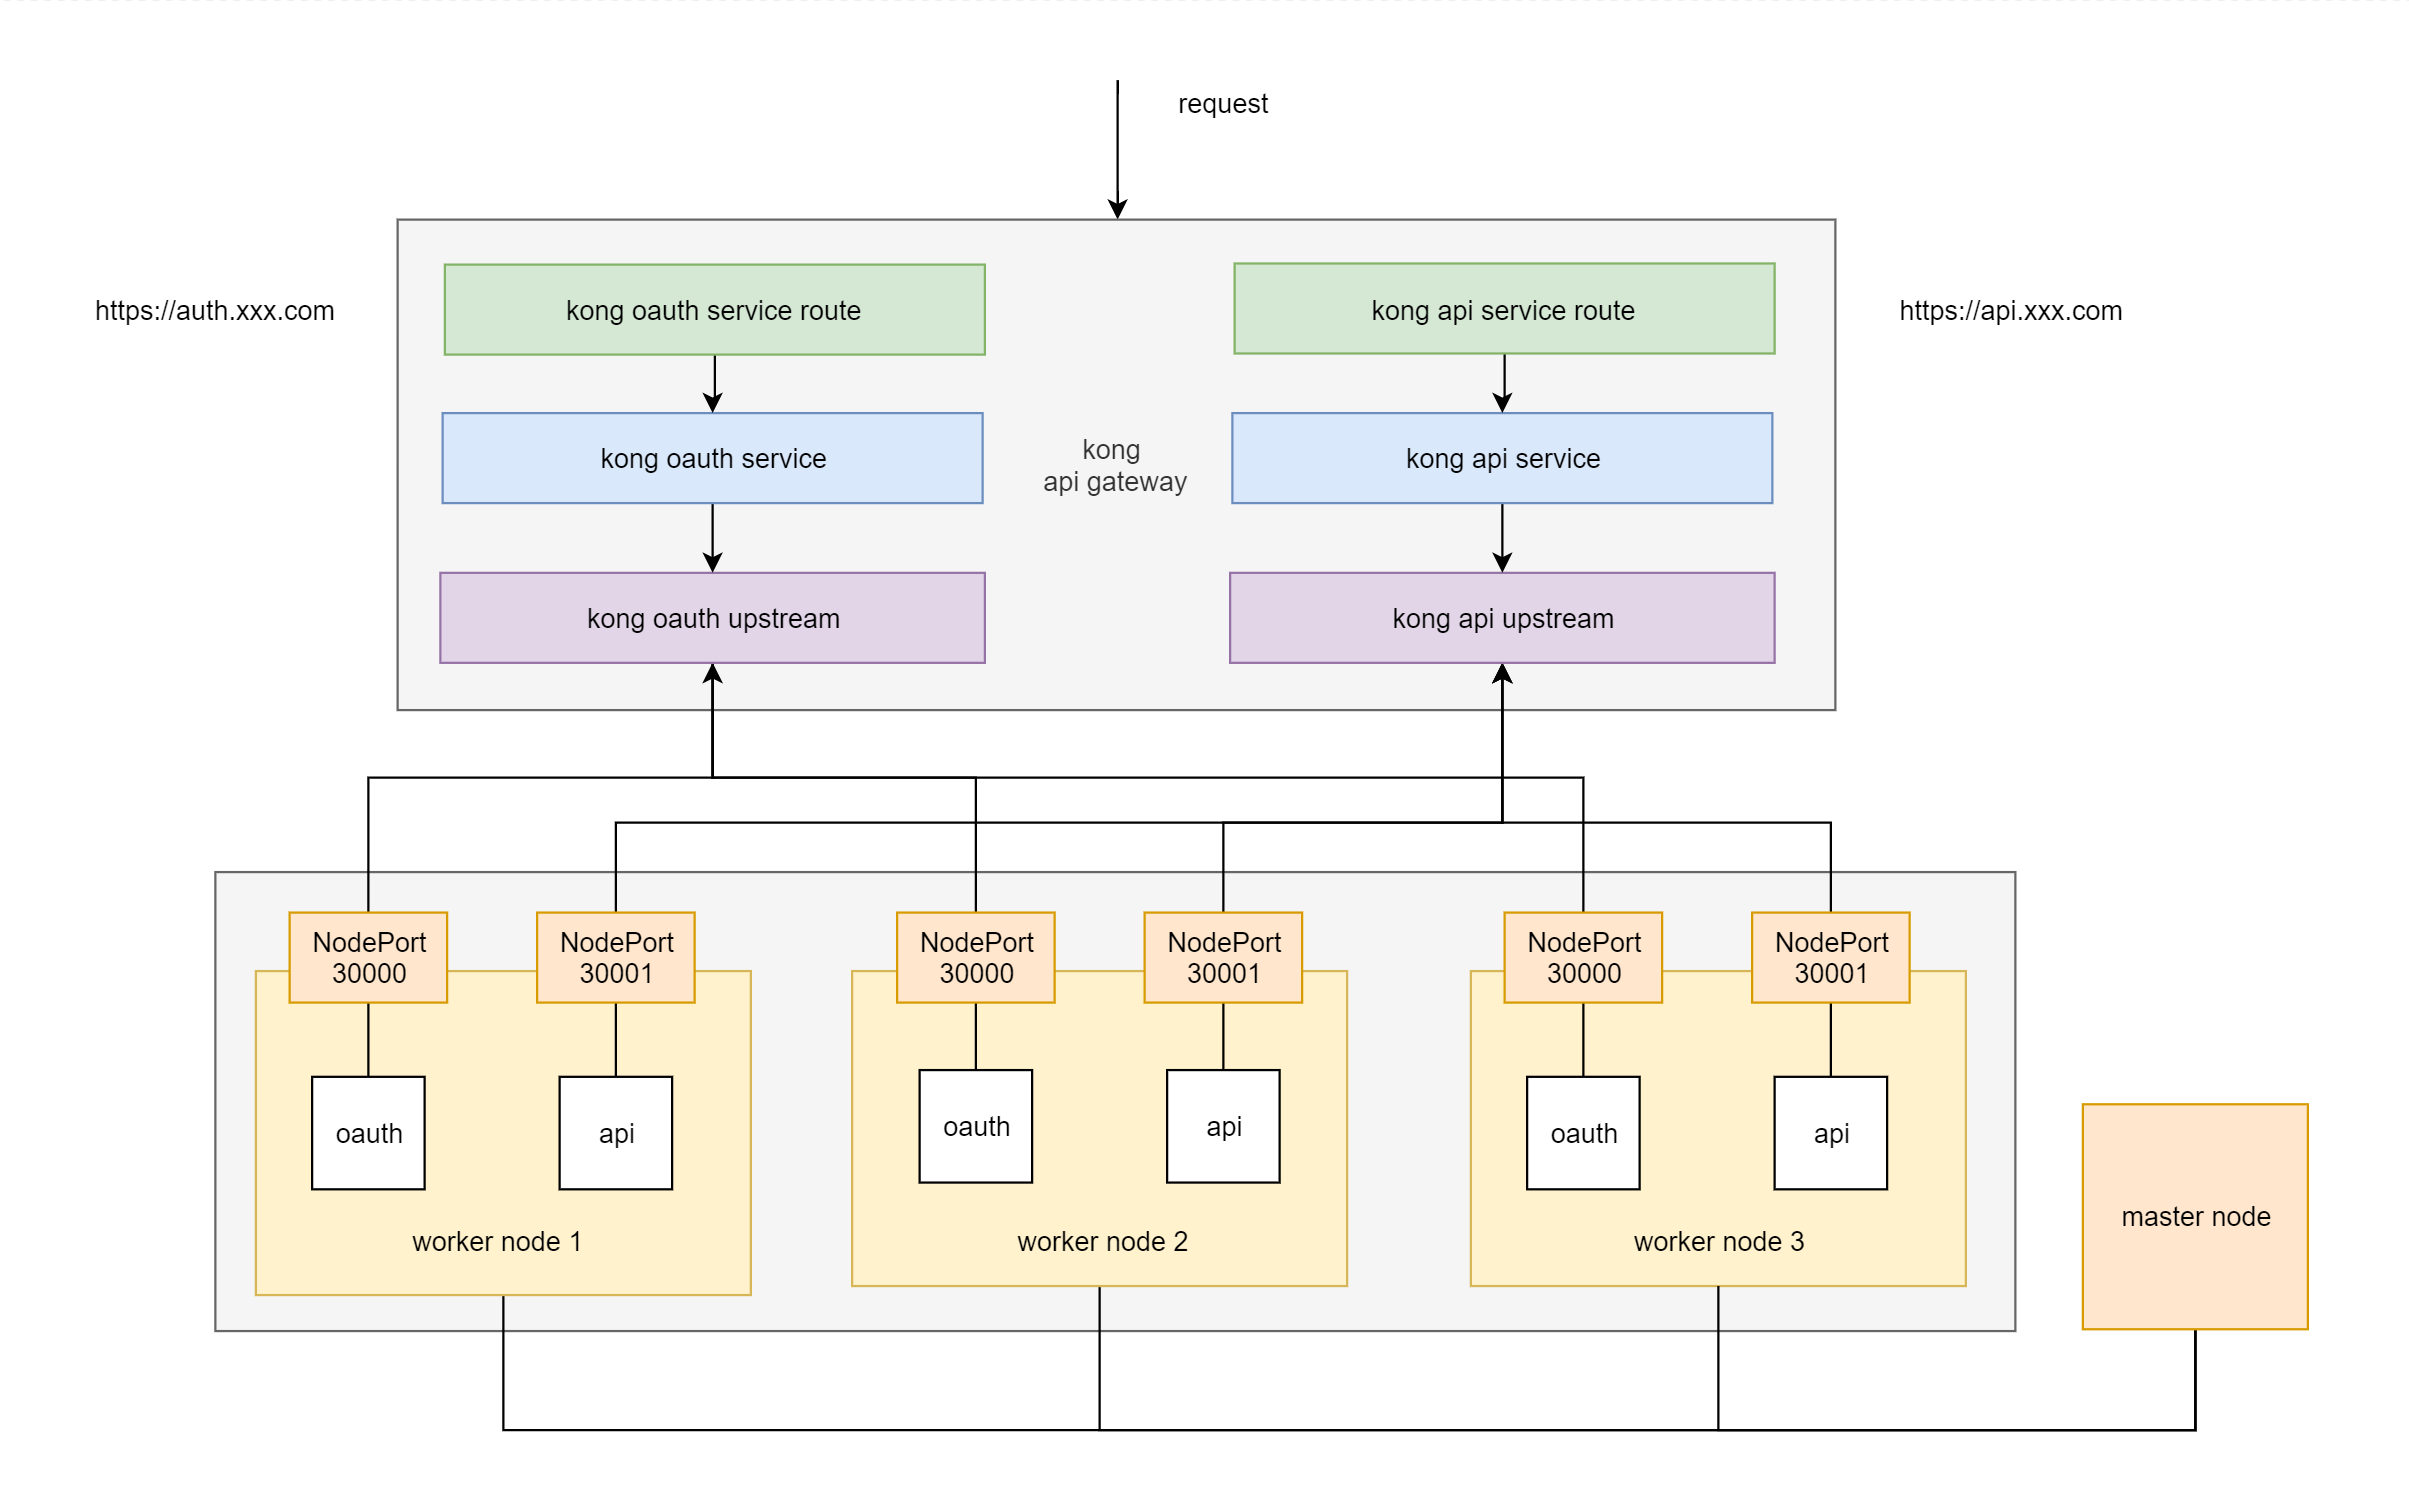 request
https://auth.xxx.com
kong oauth service route
kong api service route
https://api.xxx.com
kong oauth service
kong
api gateway
kong api service
kong oauth upstream
kong api upstream
NodePort
30000
NodePort
30001
NodePort
30000
NodePort
30001
NodePort
30000
NodePort
30001
oauth
api
oauth
api
oauth
api
worker node 1
worker node 2
worker node 3
master node